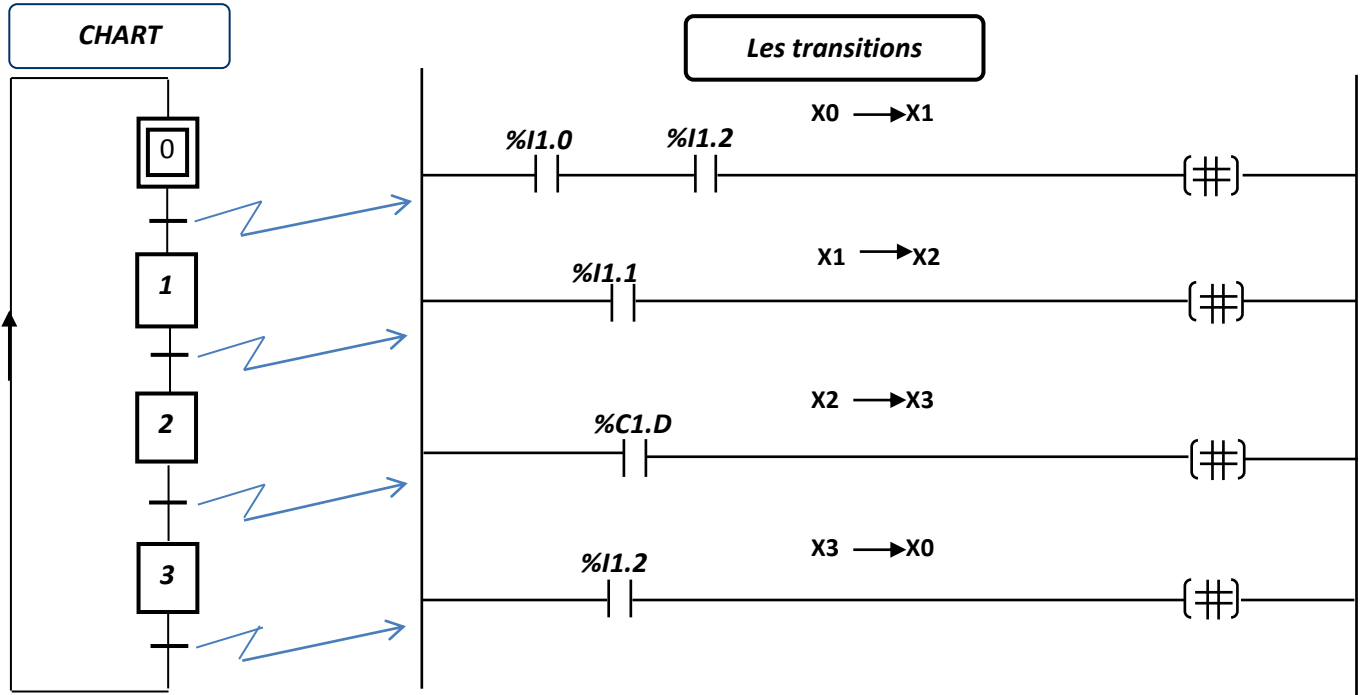 CHART
Les transitions
0
1
2
3
X0 X1
%I1.0 %I1.2
X1 X2
%I1.1
X2 X3
%C1.D
X3 X0
%I1.2